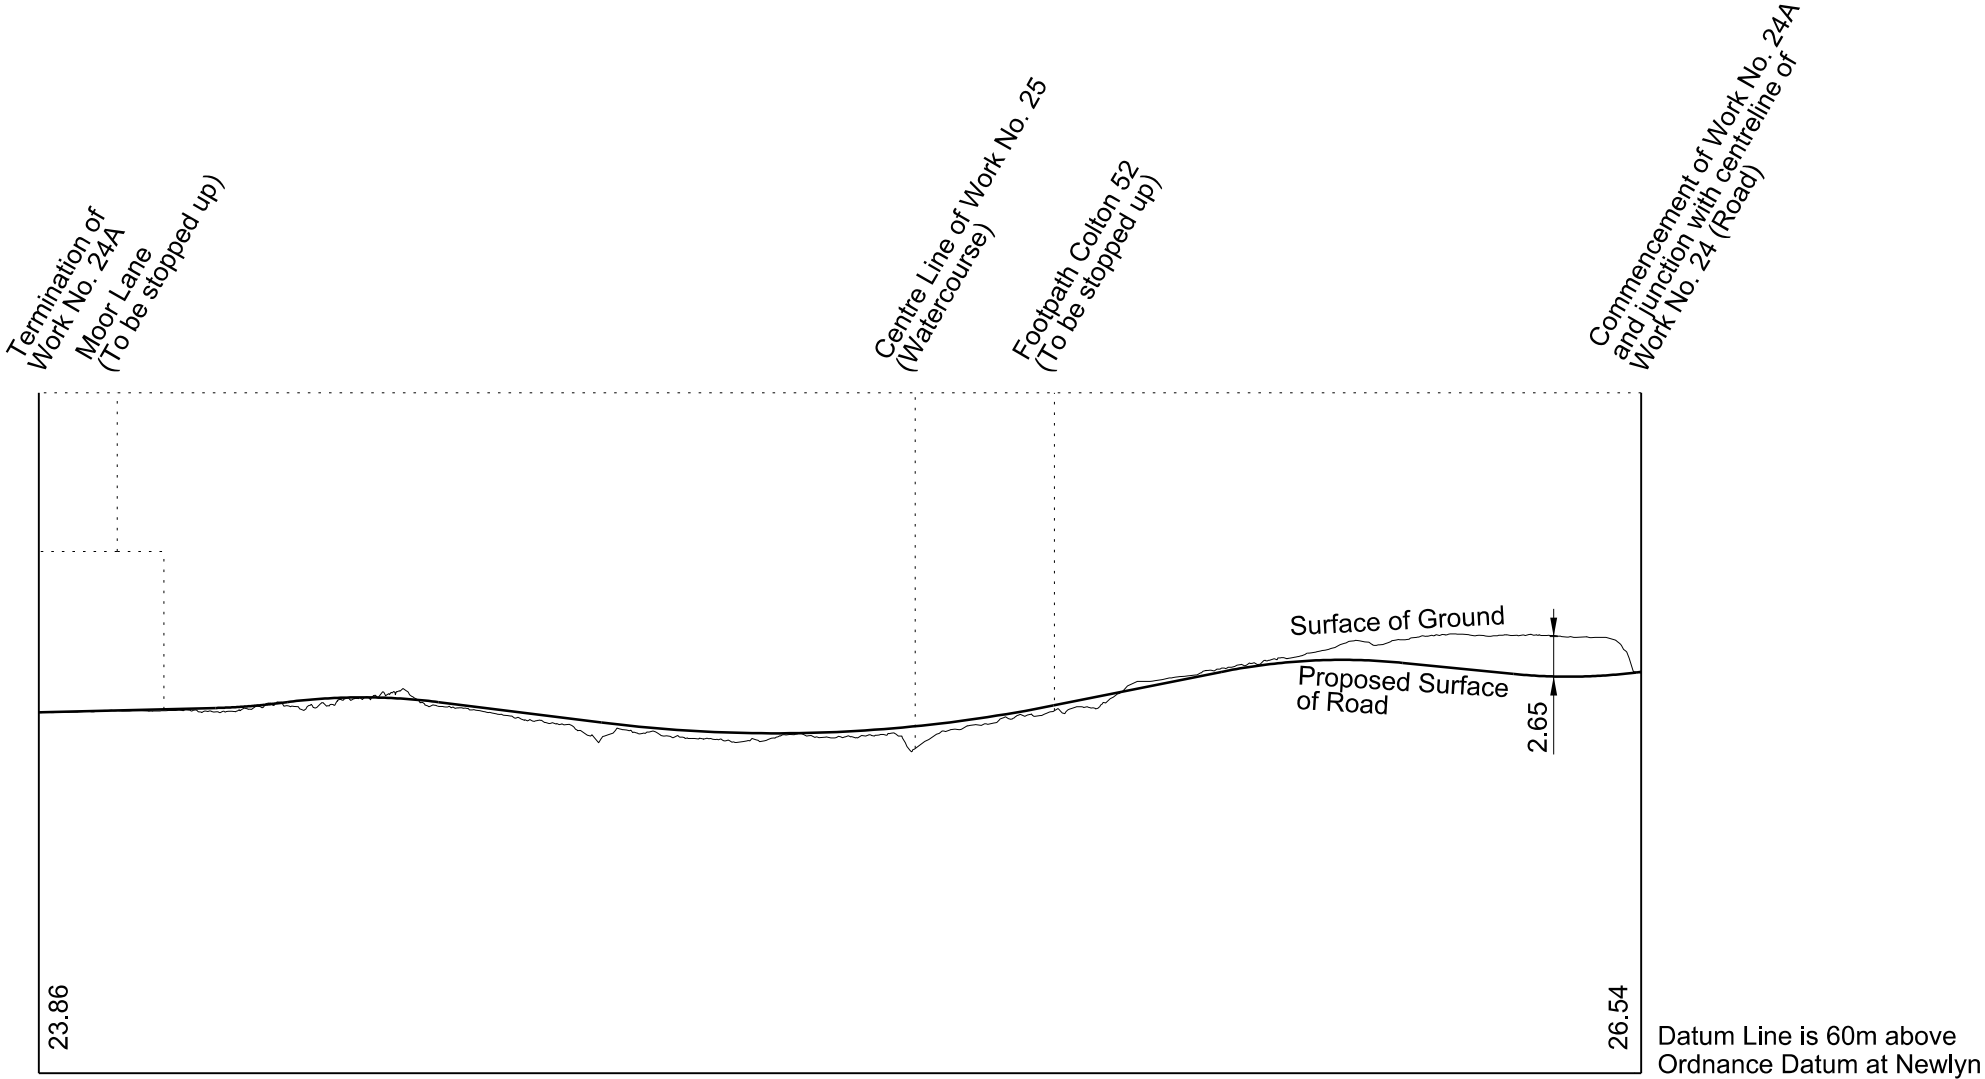 Termination of
Work No. 24A
Moor Lane
(To be stopped up)
Centre Line of Work No. 25
(Watercourse)
Footpath Colton 52
(To be stopped up)
Commencement of Work No. 24A
and junction with centreline of
Work No. 24 (Road)
Surface of Ground
Proposed Surface
of Road
2.65
23.86
26.54
Datum Line is 60m above
Ordnance Datum at Newlyn